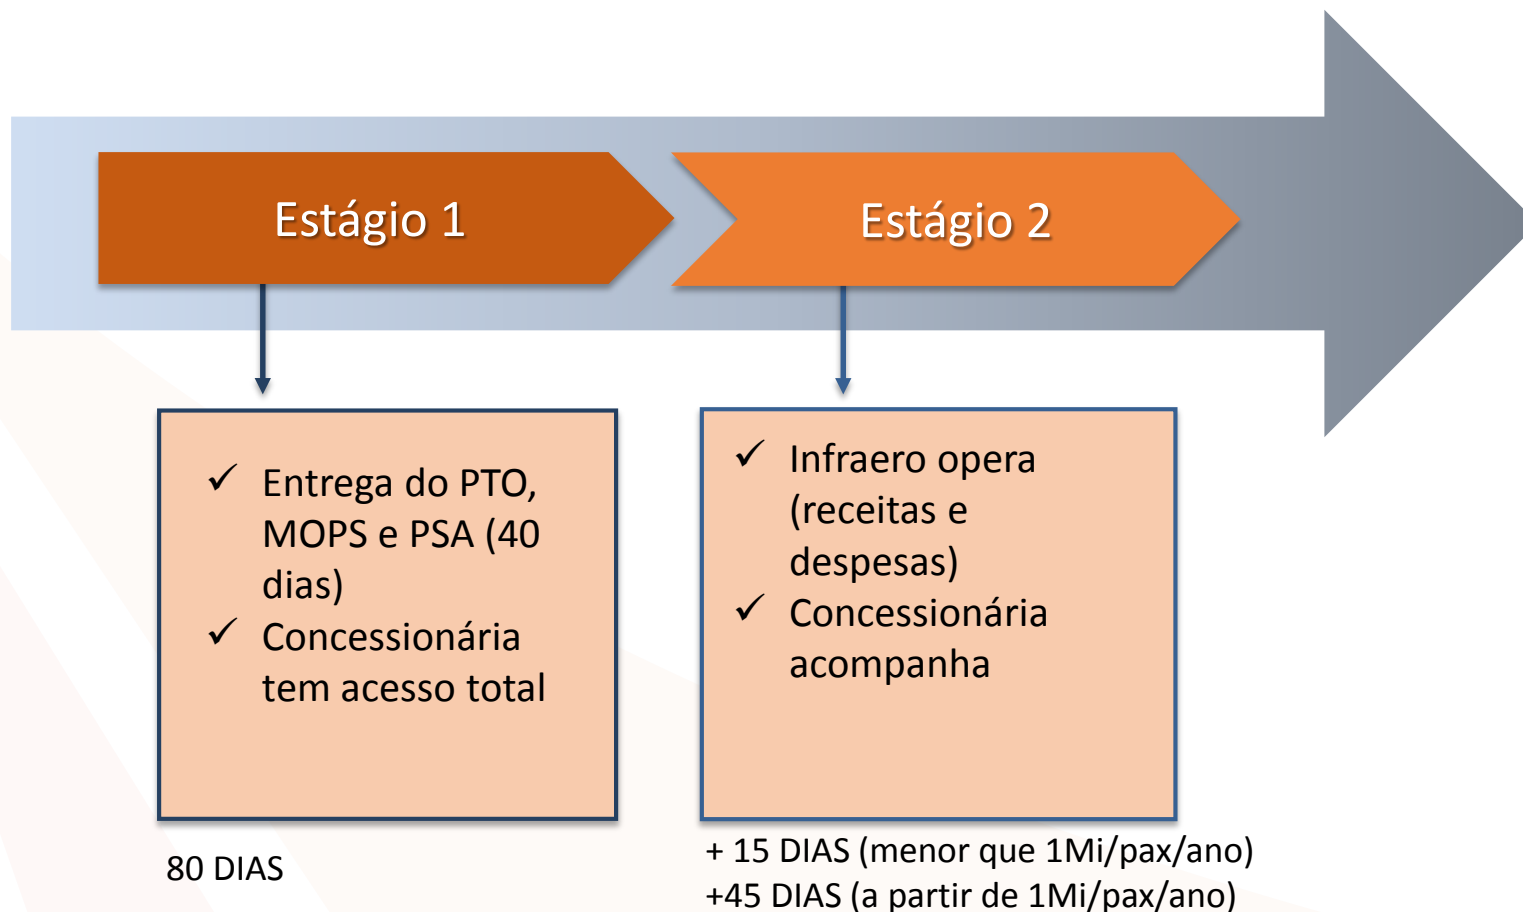 Estágio 1
Estágio 2
✓ Entrega do PTO,
MOPS e PSA (40
dias)
✓ Concessionária
tem acesso total
✓ Infraero opera
(receitas e
despesas)
✓ Concessionária
acompanha
80 DIAS
+ 15 DIAS (menor que 1Mi/pax/ano)
+45 DIAS (a partir de 1Mi/pax/ano)